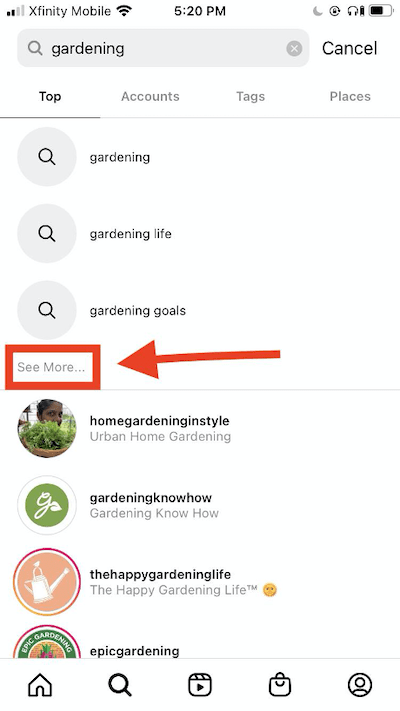 Xfinity Mobile 5:20 PM
gardening Cancel
Top Accounts Tags Places
gardening
gardening life
gardening goals
See More...
homegardeninginstyle
Urban Home Gardening
gardeningknowhow
Gardening Know How
thehappygardeninglife
The Happy Gardening Life™ 🤫
EPIC GARDENING
epicgardening